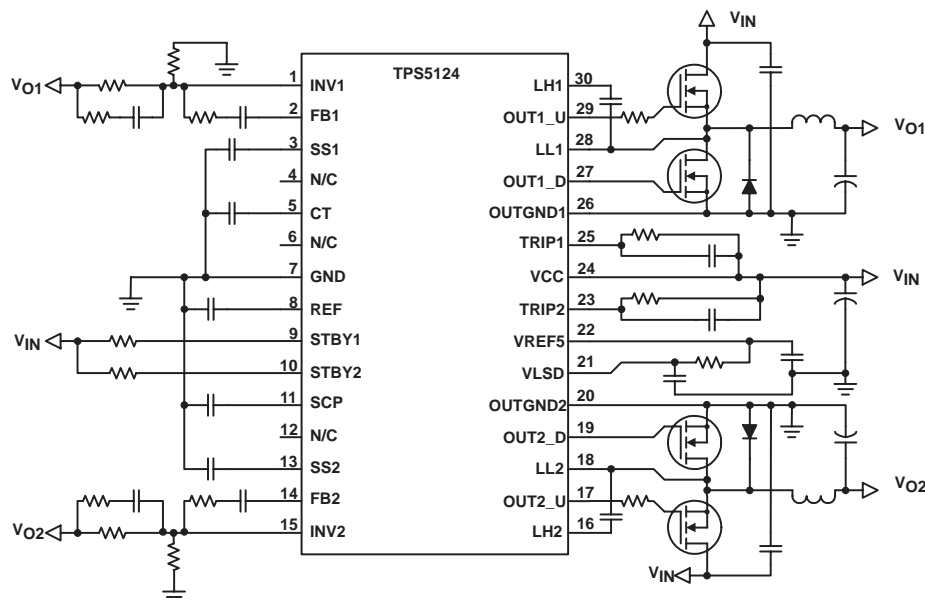 VIN
TPS5124
VO1
1
INV1
LH1
30
2
FB1
OUT1_U
29
3
SS1
LL1
28
VO1
4
N/C
OUT1_D
27
5
CT
OUTGND1
26
6
N/C
TRIP1
25
7
GND
VCC
24
VIN
8
REF
TRIP2
23
VIN
9
STBY1
VREF5
22
10
STBY2
VLSD
21
11
SCP
OUTGND2
20
12
N/C
OUT2_D
19
13
SS2
LL2
18
VO2
14
FB2
OUT2_U
17
VO2
15
INV2
LH2
16
VIN